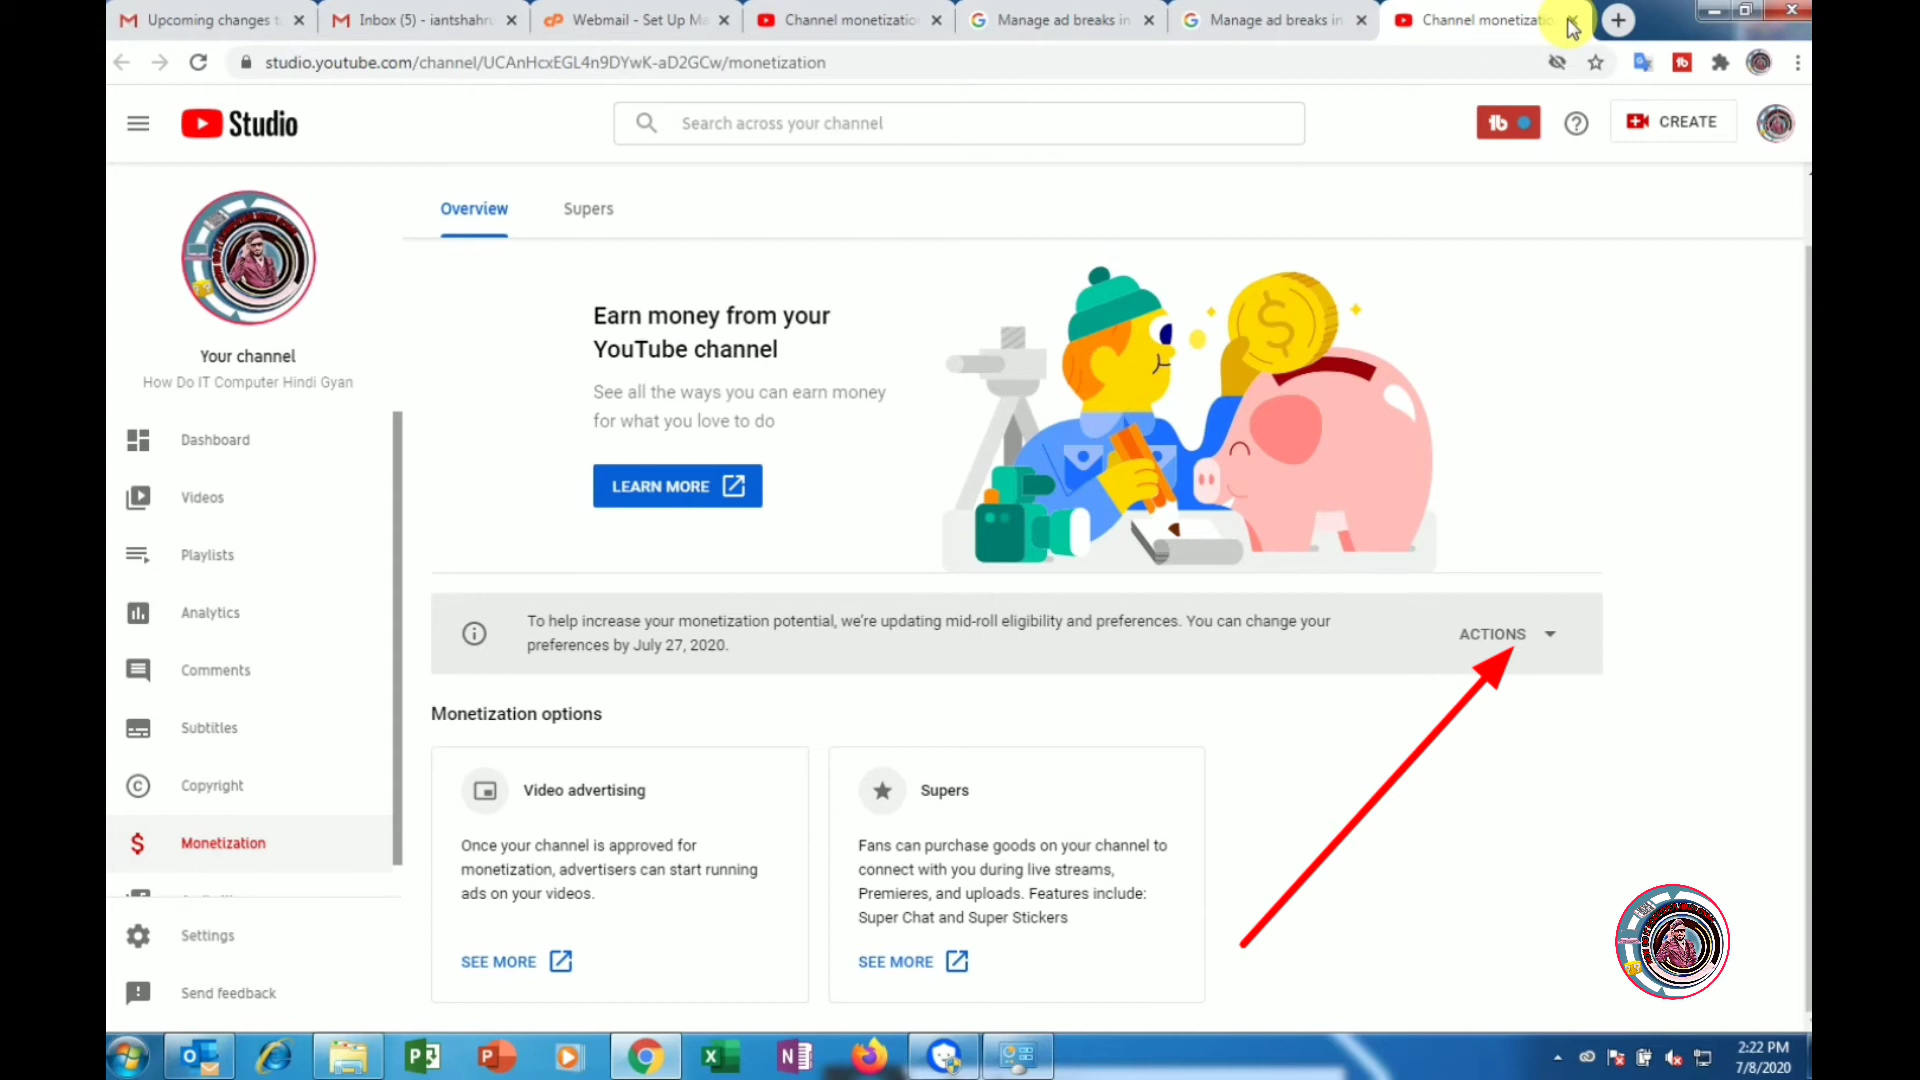 Upcoming changes t
Inbox (5) - iantshahr
Webmail - Set Up Ma
Channel monetizatio
Manage ad breaks in
Manage ad breaks in
Channel monetizatio
studio.youtube.com/channel/UCAnHcxEGL4n9DYwK-aD2GCw/monetization
Studio
Search across your channel
CREATE
Overview
Supers
Earn money from your
YouTube channel
See all the ways you can earn money
for what you love to do
LEARN MORE
Your channel
How Do IT Computer Hindi Gyan
Dashboard
Videos
Playlists
Analytics
Comments
Subtitles
Copyright
Monetization
Settings
Send feedback
To help increase your monetization potential, we're updating mid-roll eligibility and preferences. You can change your
preferences by July 27, 2020.
ACTIONS
Monetization options
Video advertising
Once your channel is approved for
monetization, advertisers can start running
ads on your videos.
SEE MORE
Supers
Fans can purchase goods on your channel to
connect with you during live streams,
Premieres, and uploads. Features include:
Super Chat and Super Stickers
SEE MORE
2:22 PM
7/8/2020